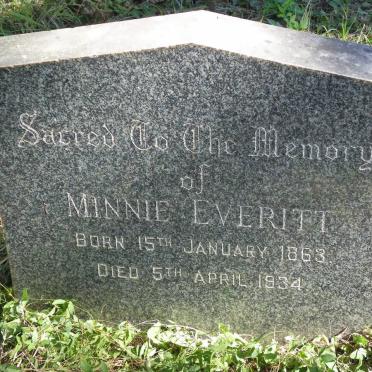 Sacred To The Memory
of
MINNIE EVERITT
BORN 15TH JANUARY 1863
DIED 5TH APRIL 1934